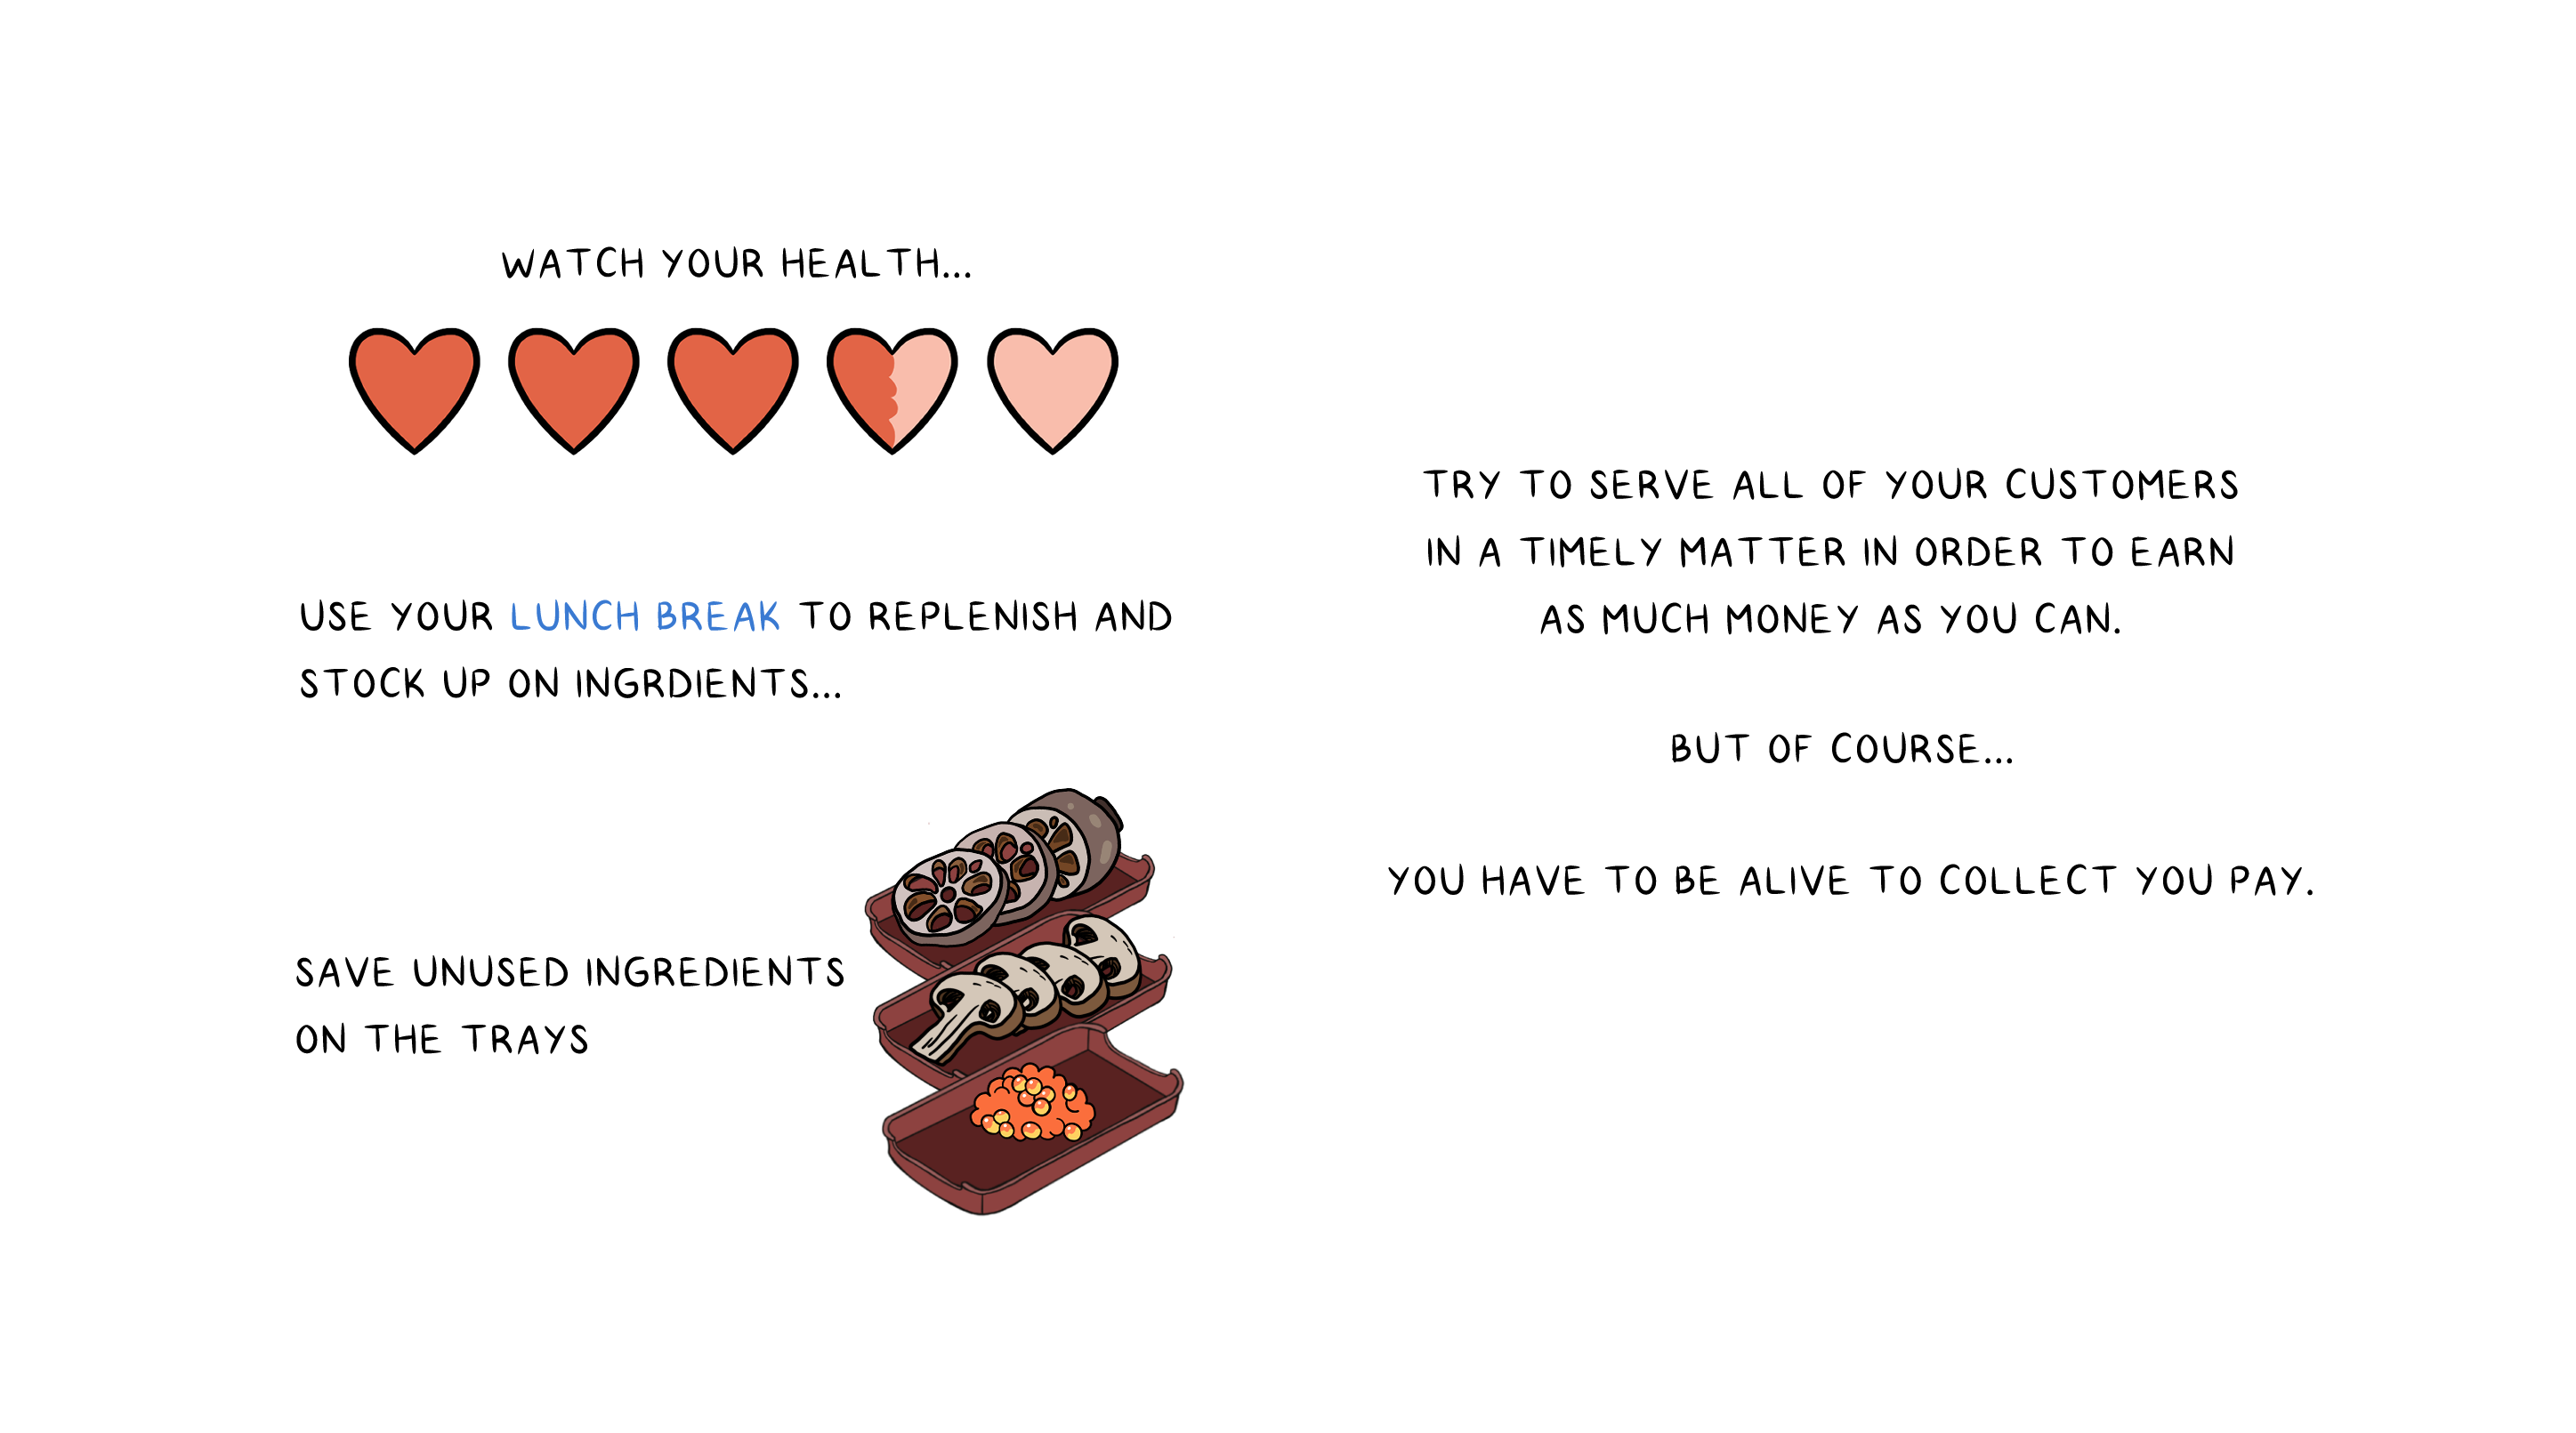 WATCH YOUR HEALTH...
USE YOUR LUNCH BREAK TO REPLENISH AND
STOCK UP ON INGRDIENTS...
SAVE UNUSED INGREDIENTS
ON THE TRAYS
TRY TO SERVE ALL OF YOUR CUSTOMERS
IN A TIMELY MATTER IN ORDER TO EARN
AS MUCH MONEY AS YOU CAN.
BUT OF COURSE...
YOU HAVE TO BE ALIVE TO COLLECT YOU PAY.